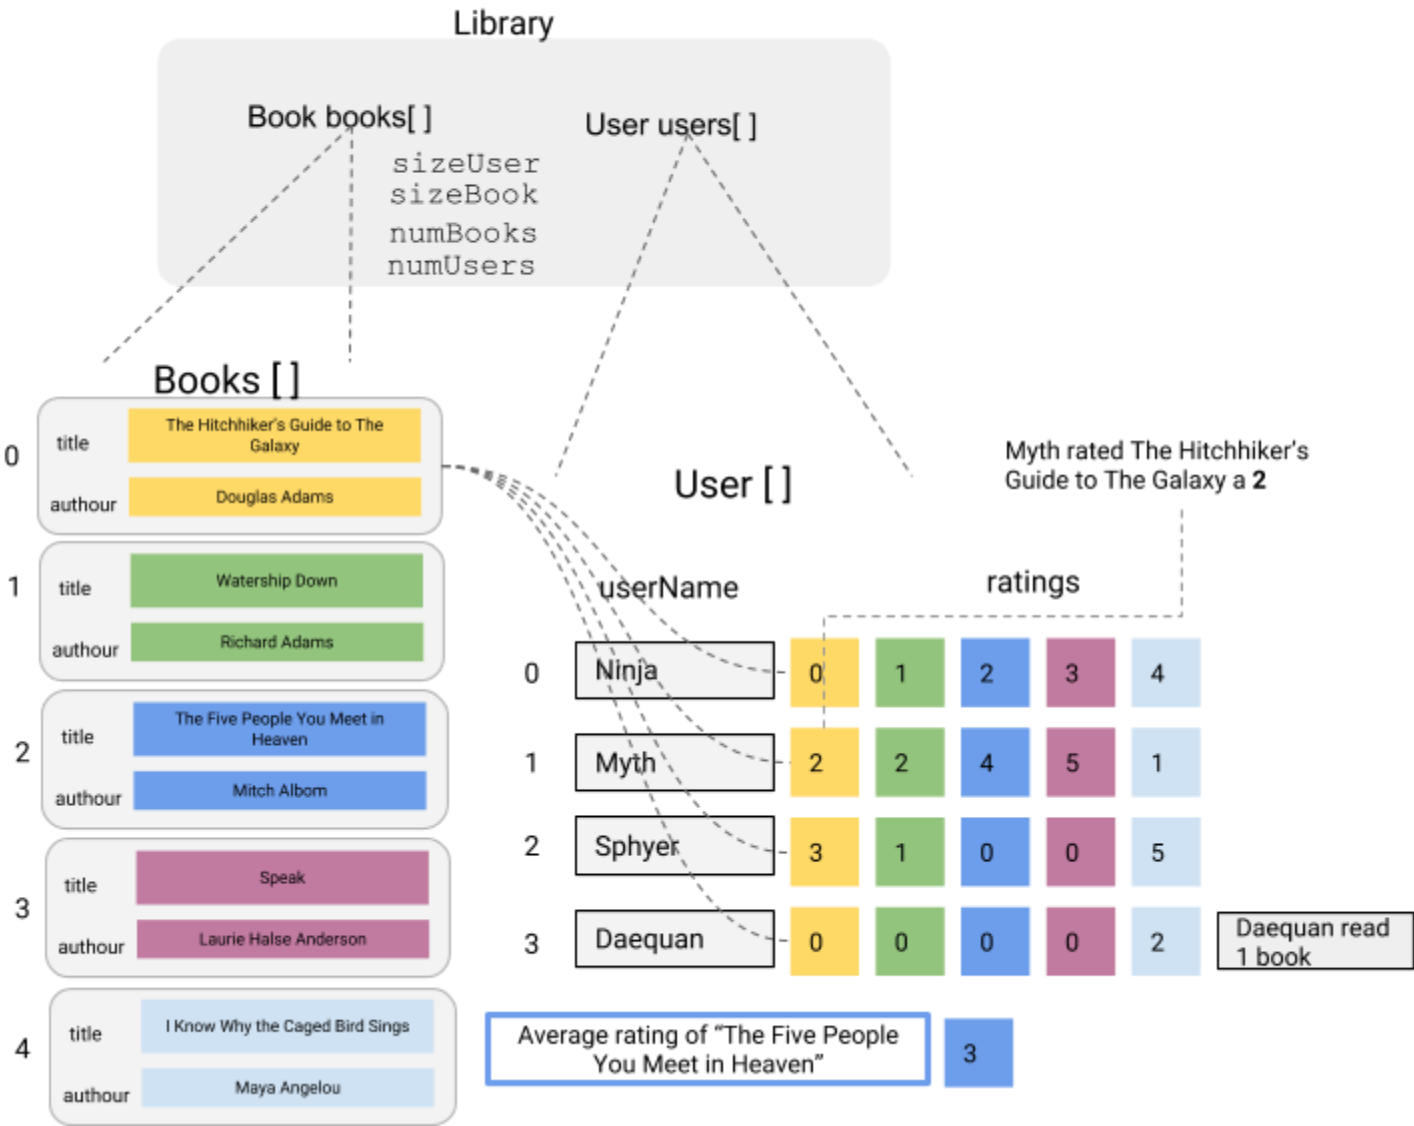 Library
Book books[ ]
User users[ ]
sizeUser
sizeBook
numBooks
numUsers
Books [ ]
0
title
The Hitchhiker's Guide to The
Galaxy
authour
Douglas Adams
1
title
Watership Down
authour
Richard Adams
2
title
The Five People You Meet in
Heaven
authour
Mitch Albom
3
title
Speak
authour
Laurie Halse Anderson
4
title
I Know Why the Caged Bird Sings
authour
Maya Angelou
User [ ]
Myth rated The Hitchhiker's
Guide to The Galaxy a 2
userName
ratings
0 Ninja 0 1 2 3 4
1 Myth 2 2 4 5 1
2 Sphyer 3 1 0 0 5
3 Daequan 0 0 0 0 2
Daequan read
1 book
Average rating of “The Five People
You Meet in Heaven”
3